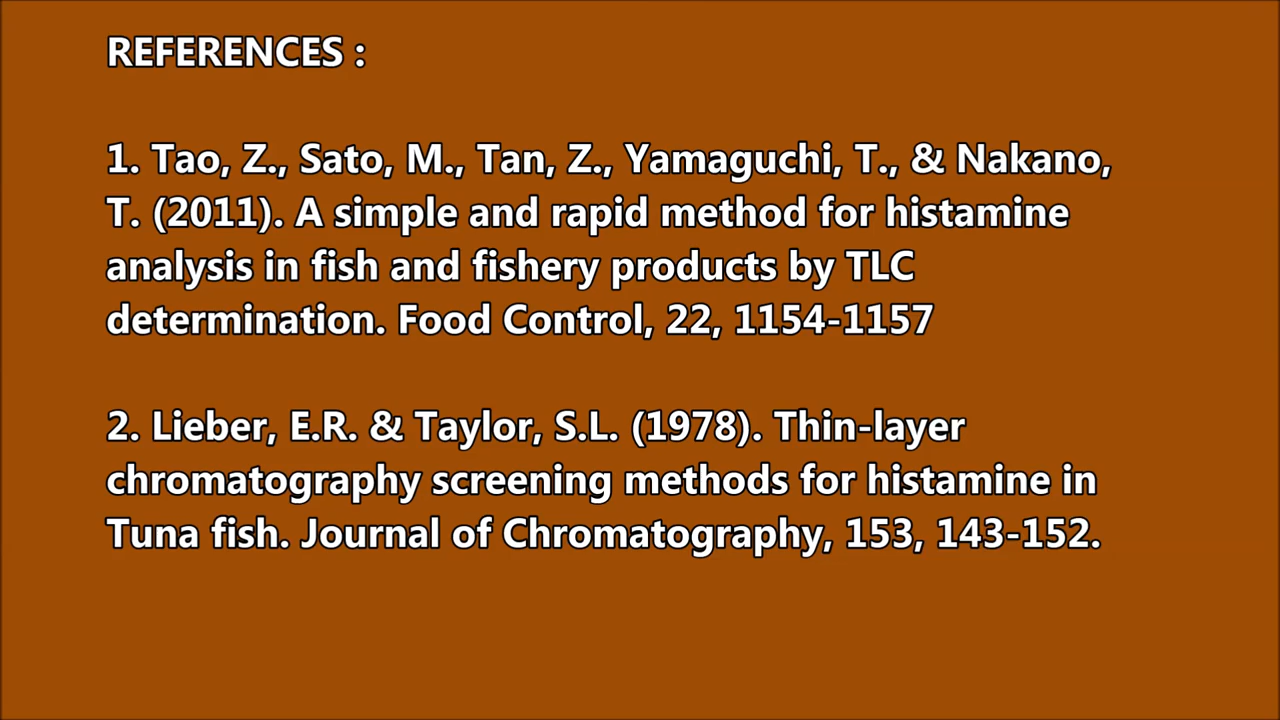 REFERENCES :
1. Tao, Z., Sato, M., Tan, Z., Yamaguchi, T., & Nakano,
T. (2011). A simple and rapid method for histamine
analysis in fish and fishery products by TLC
determination. Food Control, 22, 1154-1157
2. Lieber, E.R. & Taylor, S.L. (1978). Thin-layer
chromatography screening methods for histamine in
Tuna fish. Journal of Chromatography, 153, 143-152.